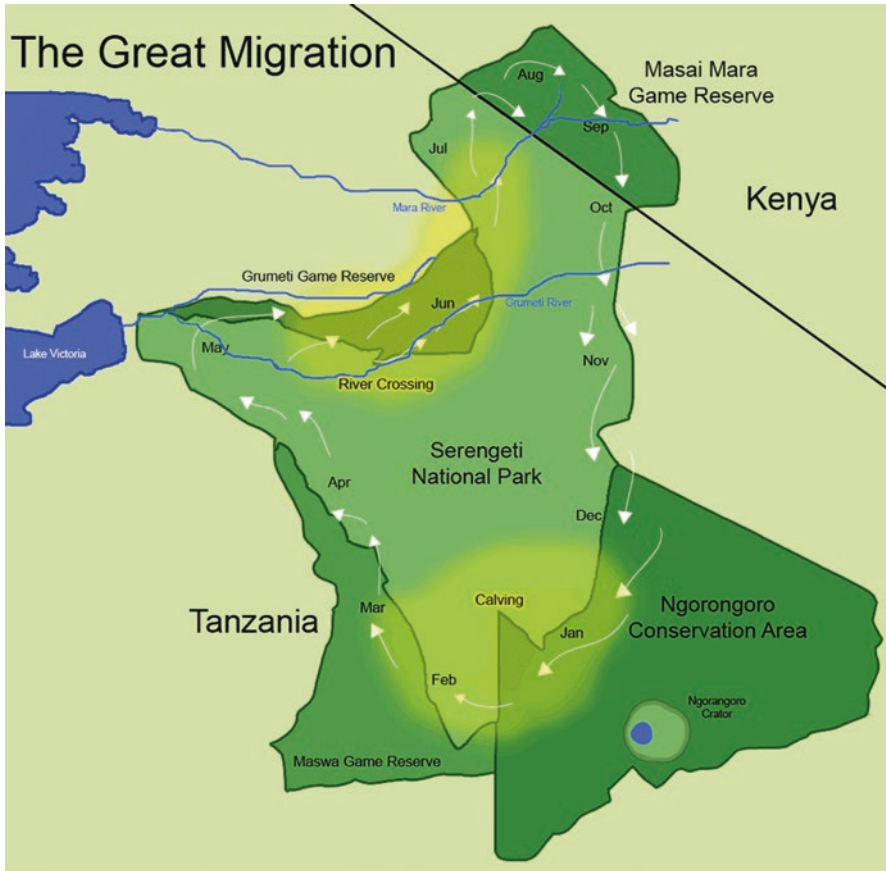 The Great Migration
Aug
Masai Mara
Game Reserve
Sep
Jul
Kenya
Mara River
Oct
Grumeti Game Reserve
Jun
Grumeti River
Lake Victoria
May
River Crossing
Nov
Serengeti
National Park
Apr
Dec
Calving
Tanzania
Mar
Jan
Ngorongoro
Conservation Area
Feb
Ngorangoro
Crator
Maswa Game Reserve